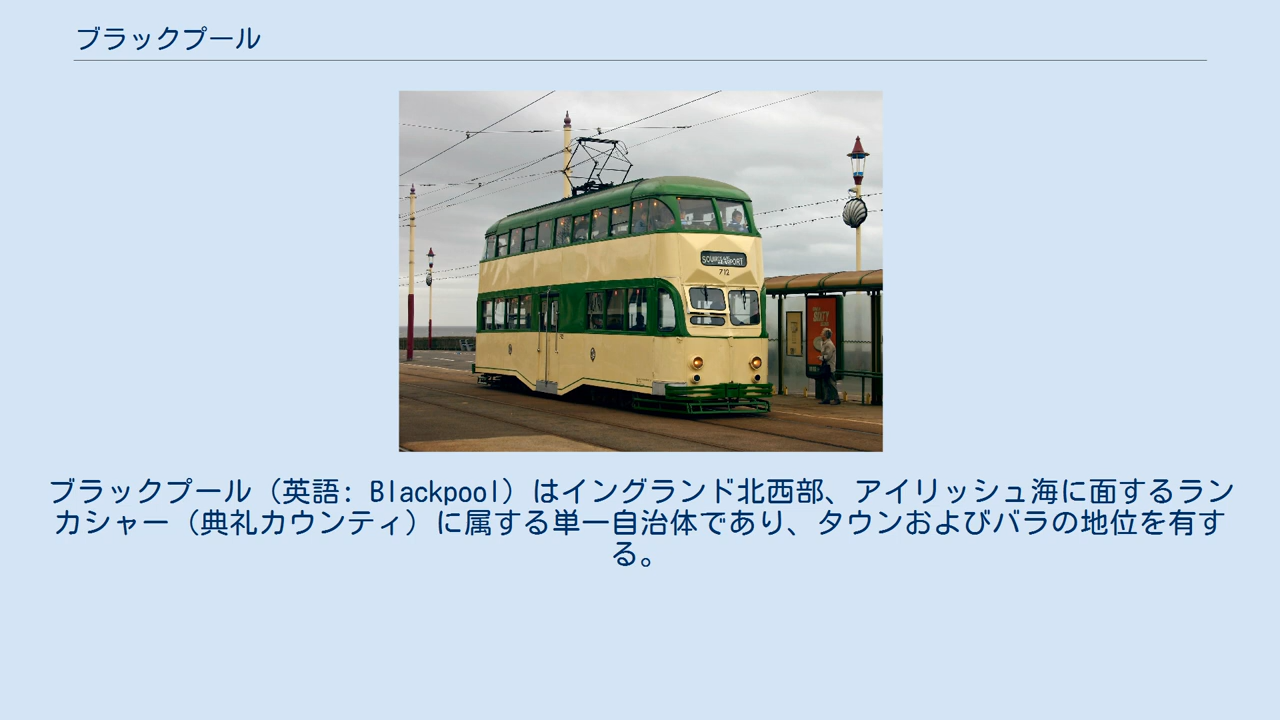 ブラックプール
712
ブラックプール（英語: Blackpool）はイングランド北西部、アイリッシュ海に面するラン
カシャー（典礼カウンティ）に属する単一自治体であり、タウンおよびバラの地位を有す
る。